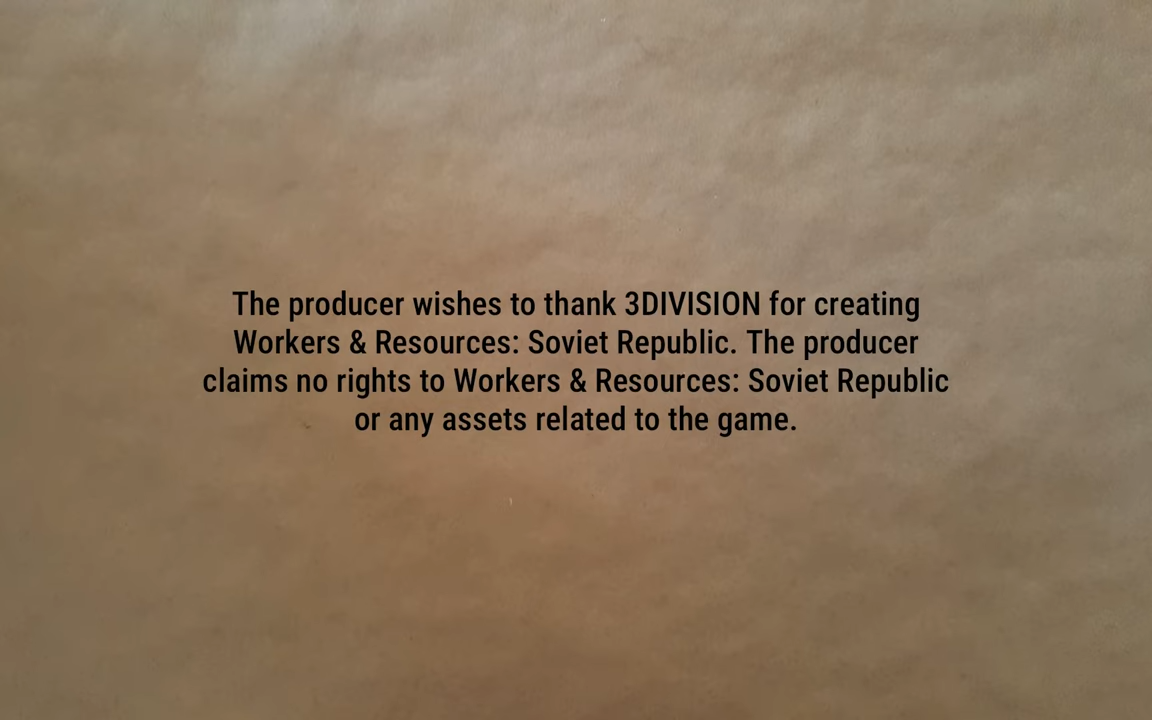 The producer wishes to thank 3DIVISION for creating
Workers & Resources: Soviet Republic. The producer
claims no rights to Workers & Resources: Soviet Republic
or any assets related to the game.